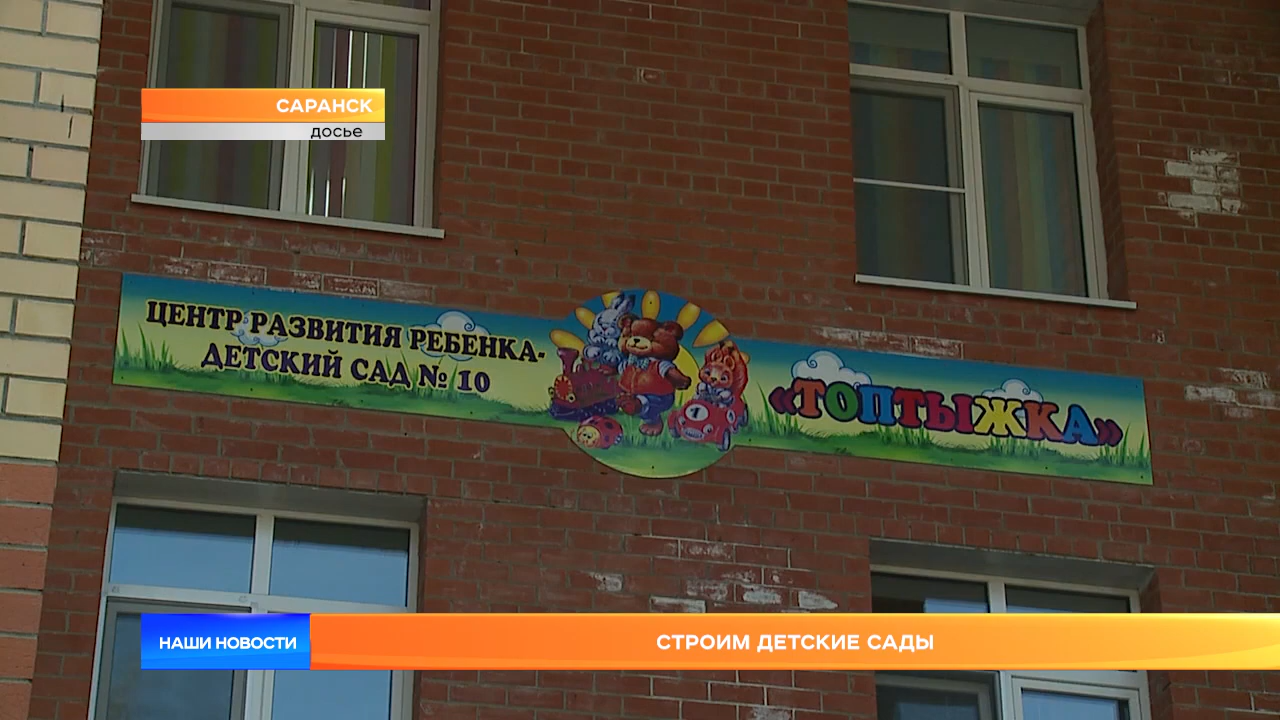 САРАНСК
досье
ЦЕНТР РАЗВИТИЯ РЕБЕНКА-
ДЕТСКИЙ САД № 10
«ТОПТЫЖКА»
1
НАШИ НОВОСТИ
СТРОИМ ДЕТСКИЕ САДЫ